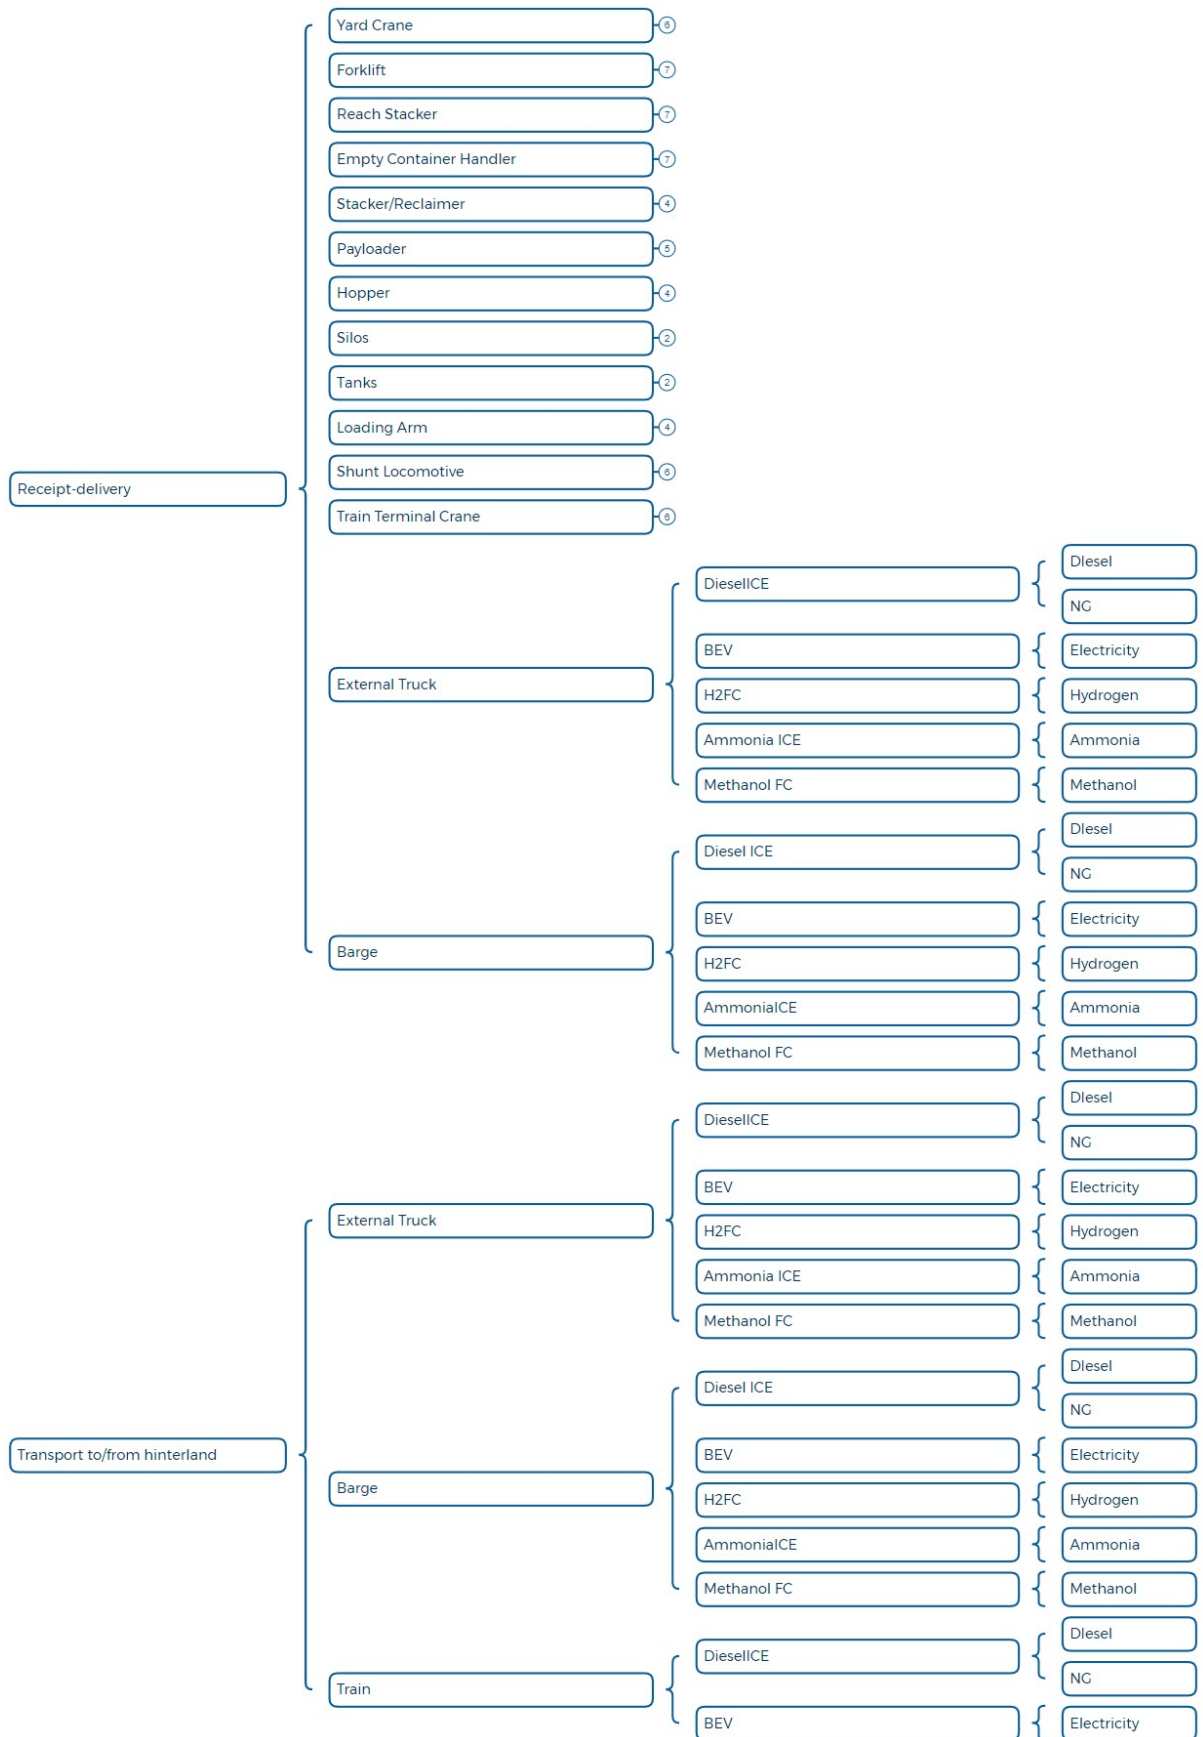 Yard Crane 6
Forklift 7
Reach Stacker 7
Empty Container Handler 7
Stacker/Reclaimer 4
Payloader 5
Hopper 4
Silos 2
Tanks 2
Loading Arm 4
Shunt Locomotive 6
Receipt-delivery
Train Terminal Crane 6
External Truck
DieselICE
DIesel
NG
BEV
Electricity
H2FC
Hydrogen
Ammonia ICE
Ammonia
Methanol FC
Methanol
Barge
Diesel ICE
DIesel
NG
BEV
Electricity
H2FC
Hydrogen
AmmoniaICE
Ammonia
Methanol FC
Methanol
Transport to/from hinterland
External Truck
DieselICE
DIesel
NG
BEV
Electricity
H2FC
Hydrogen
Ammonia ICE
Ammonia
Methanol FC
Methanol
Barge
Diesel ICE
DIesel
NG
BEV
Electricity
H2FC
Hydrogen
AmmoniaICE
Ammonia
Methanol FC
Methanol
Train
DieselICE
DIesel
NG
BEV
Electricity